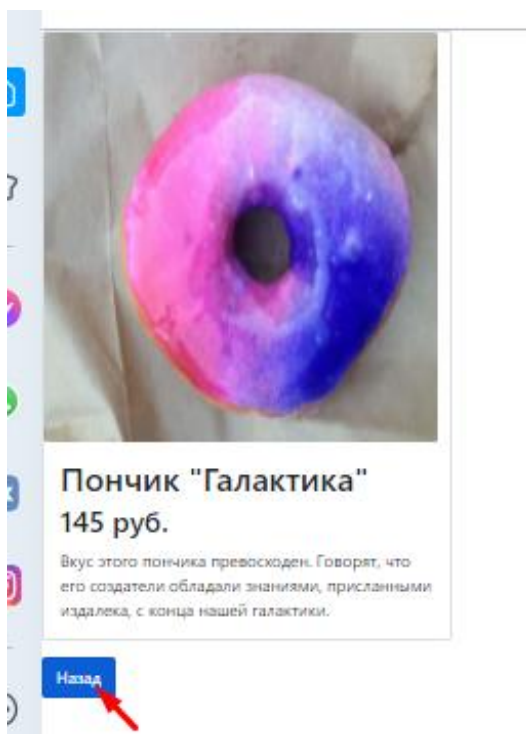 Пончик "Галактика"
145 руб.
Вкус этого пончика превосходен. Говорят, что
его создатели обладали знаниями, присланными
издалека, с конца нашей галактики.
Назад